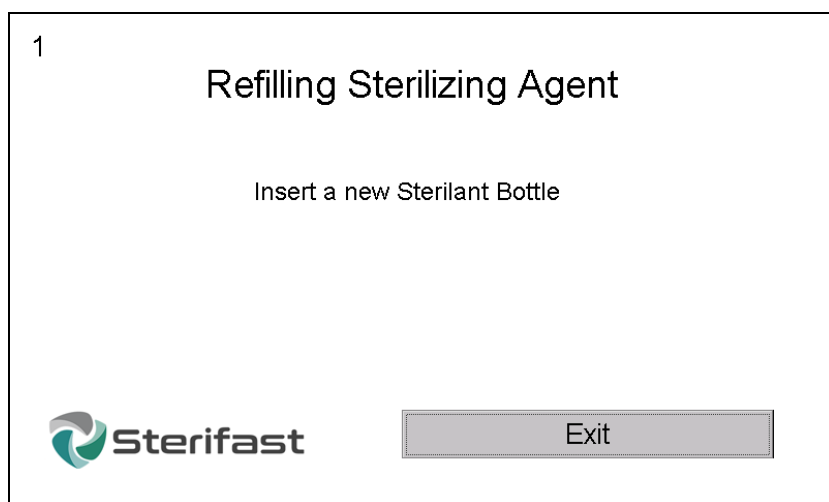 1
Refilling Sterilizing Agent
Insert a new Sterilant Bottle
Sterifast
Exit